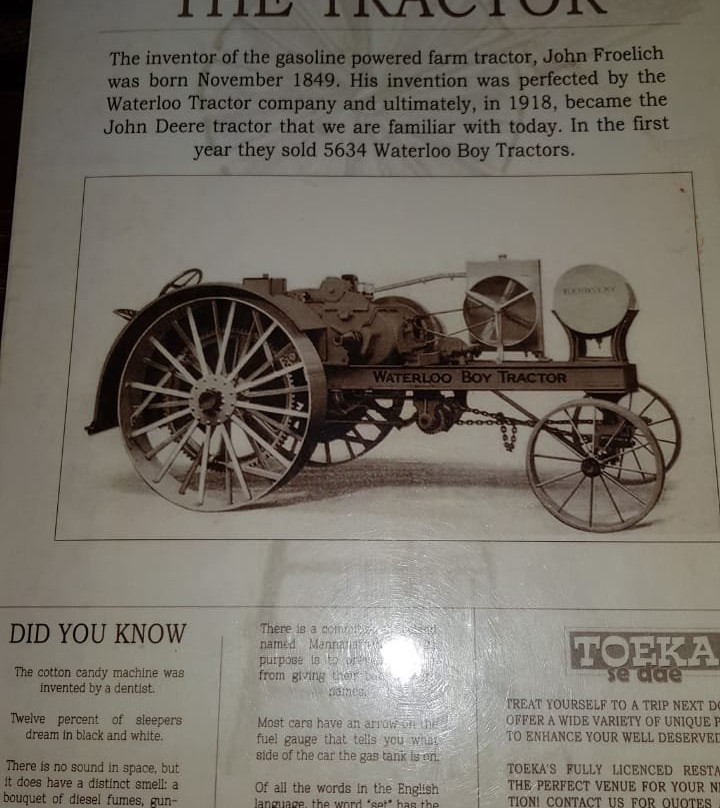 THE TRACTOR
The inventor of the gasoline powered farm tractor, John Froelich
was born November 1849. His invention was perfected by the
Waterloo Tractor company and ultimately, in 1918, became the
John Deere tractor that we are familiar with today. In the first
year they sold 5634 Waterloo Boy Tractors.
WATERLOO BOY TRACTOR
DID YOU KNOW
The cotton candy machine was
invented by a dentist.
Twelve percent of sleepers
dream in black and white.
There is no sound in space, but
it does have a distinct smell: a
bouquet of diesel fumes, gun-
There is a
named
purpose is to
from giving their
names.
Most cars have an arrow on the
fuel gauge that tells you what
side of the car the gas tank is on.
Of all the words in the English
language, the word "set" has the
TOEKA
se dae
TREAT YOURSELF TO A TRIP NEXT
OFFER A WIDE VARIETY OF UNIQUE
TO ENHANCE YOUR WELL DESERVED
TOEKA'S FULLY LICENCED
THE PERFECT VENUE FOR YOUR
TION! CONTACT US FOR QUOTES